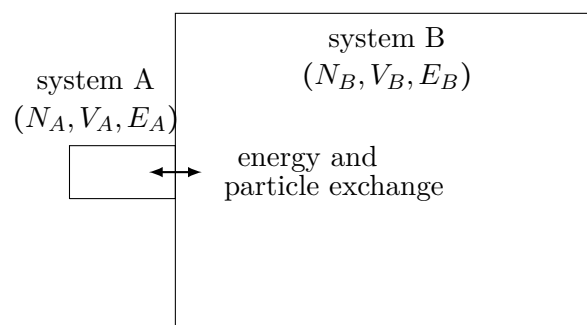 system B
(N_B, V_B, E_B)
system A
(N_A, V_A, E_A)
energy and
particle exchange